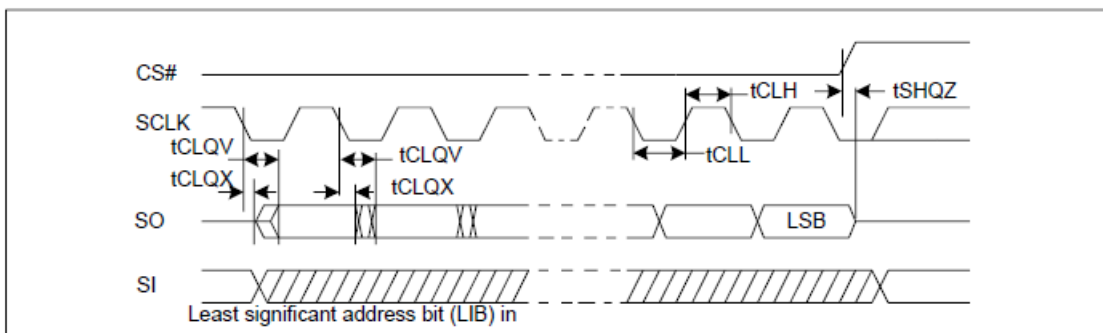 CS#
tCLH
tSHQZ
SCLK
tCLQV
tCLQV
tCLL
tCLQX
tCLQX
SO
LSB
SI
Least significant address bit (LIB) in